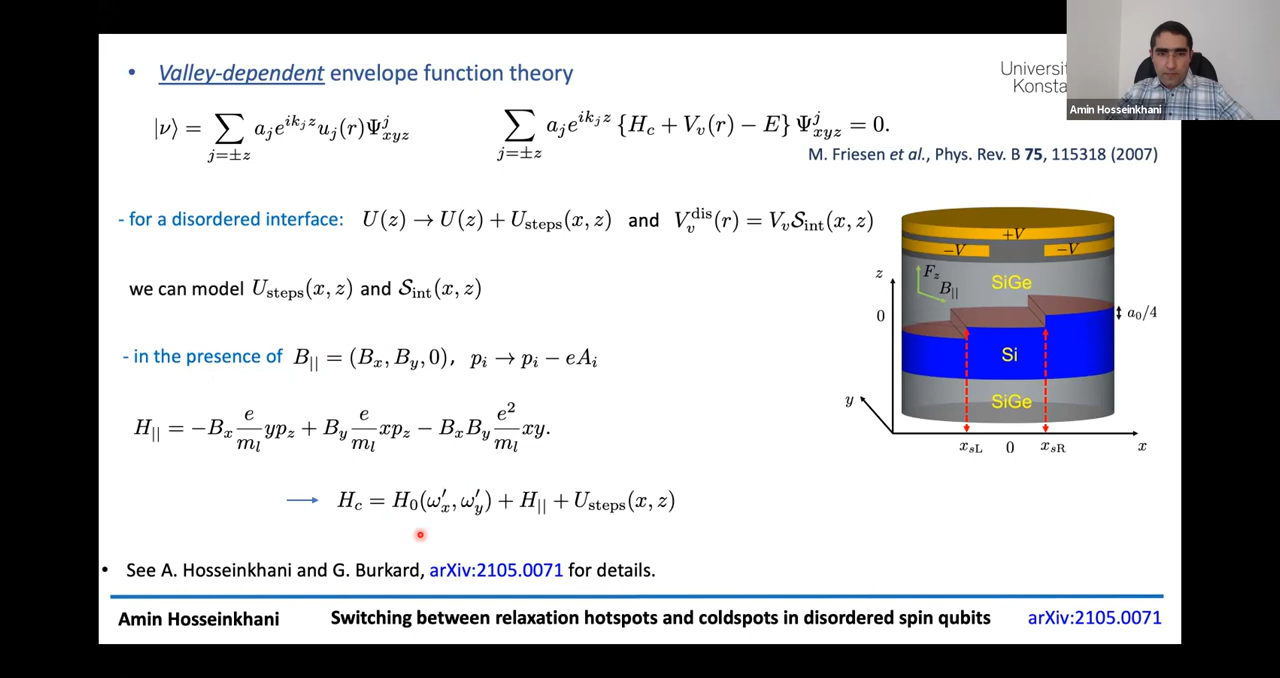 • Valley-dependent envelope function theory
Universit
Konsta
Amin Hosseinkhani
|ν⟩ = ∑_{j=±z} a_j e^{ik_j z} u_j(r) Ψ^j_{xyz}
∑_{j=±z} a_j e^{ik_j z} {H_c + V_v(r) − E} Ψ^j_{xyz} = 0.
M. Friesen et al., Phys. Rev. B 75, 115318 (2007)
- for a disordered interface: U(z) → U(z) + U_steps(x, z) and V_v^dis(r) = V_v S_int(x, z)
we can model U_steps(x, z) and S_int(x, z)
- in the presence of B_|| = (B_x, B_y, 0), p_i → p_i − eA_i
H_|| = −B_x e/m_l yp_z + B_y e/m_l xp_z − B_x B_y e²/m_l xy.
→ H_c = H_0(ω′_x, ω′_y) + H_|| + U_steps(x, z)
+V
−V
−V
z
F_z
B_||
SiGe
0
a_0/4
Si
y
SiGe
x_sL
0
x_sR
x
• See A. Hosseinkhani and G. Burkard, arXiv:2105.0071 for details.
Amin Hosseinkhani
Switching between relaxation hotspots and coldspots in disordered spin qubits
arXiv:2105.0071